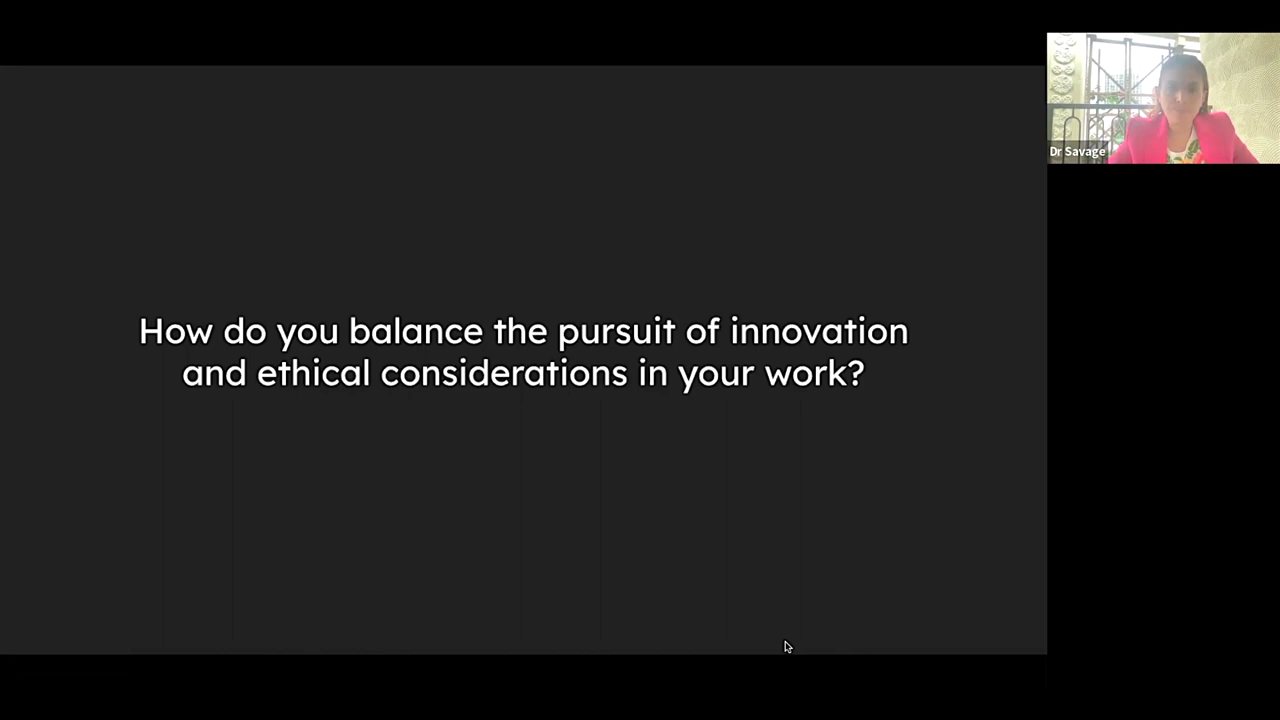 How do you balance the pursuit of innovation
and ethical considerations in your work?
Dr Savage